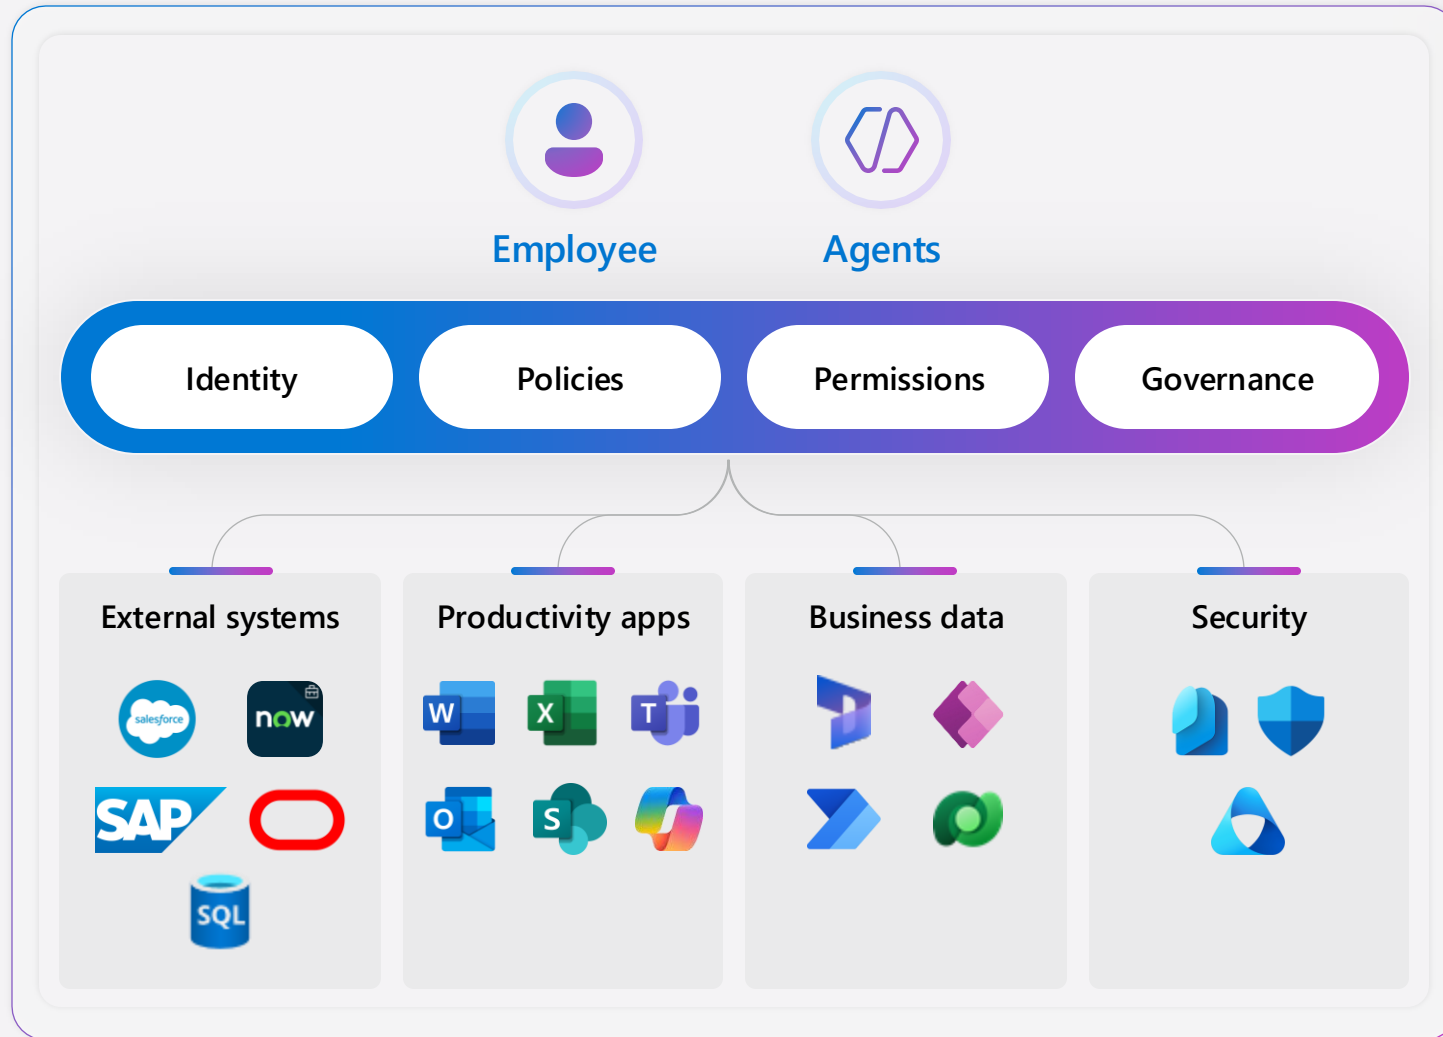 Employee
Agents
Identity
Policies
Permissions
Governance
External systems
Productivity apps
Business data
Security
salesforce
now
W
X
T
SAP
O
S
SQL